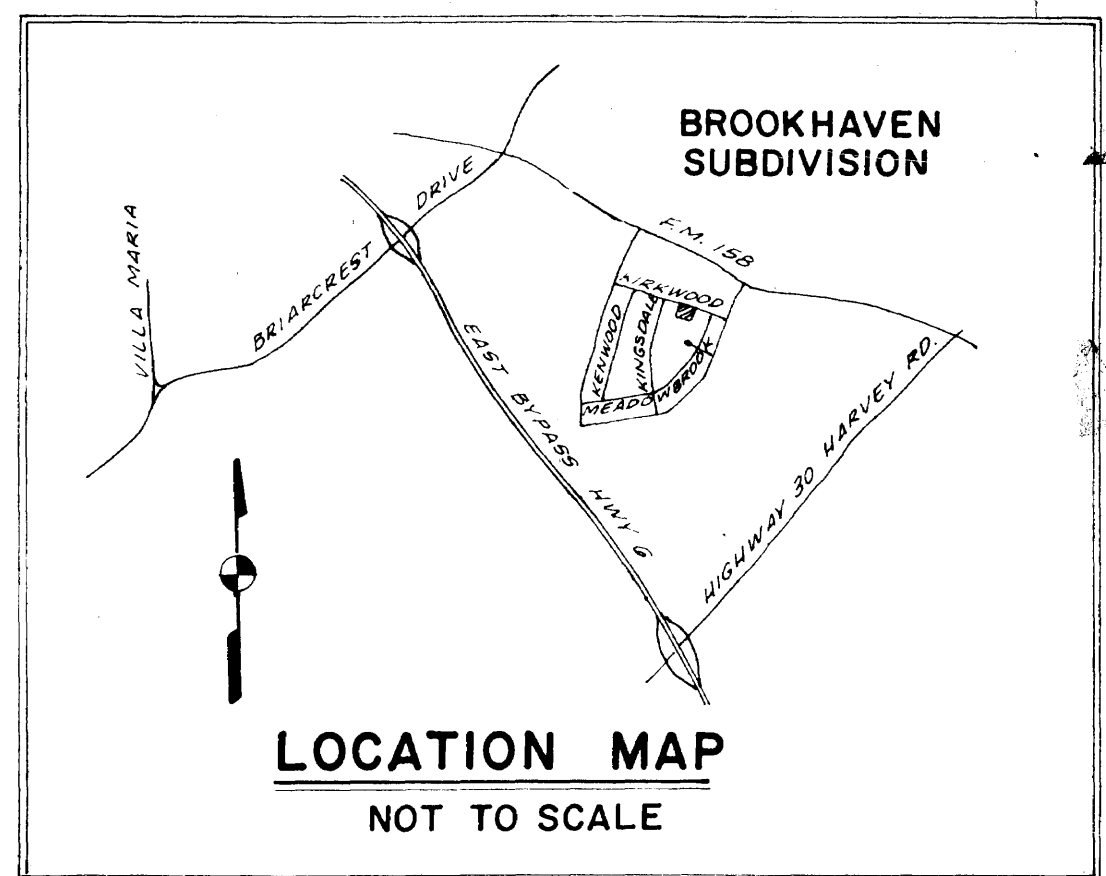 BROOKHAVEN
SUBDIVISION
VILLA MARIA
BRIARCREST DRIVE
F.M. 158
KIRKWOOD
KENWOOD
KINGSDALE
MEADOWBROOK
EAST BYPASS HWY 6
HIGHWAY 30 HARVEY RD.
LOCATION MAP
NOT TO SCALE